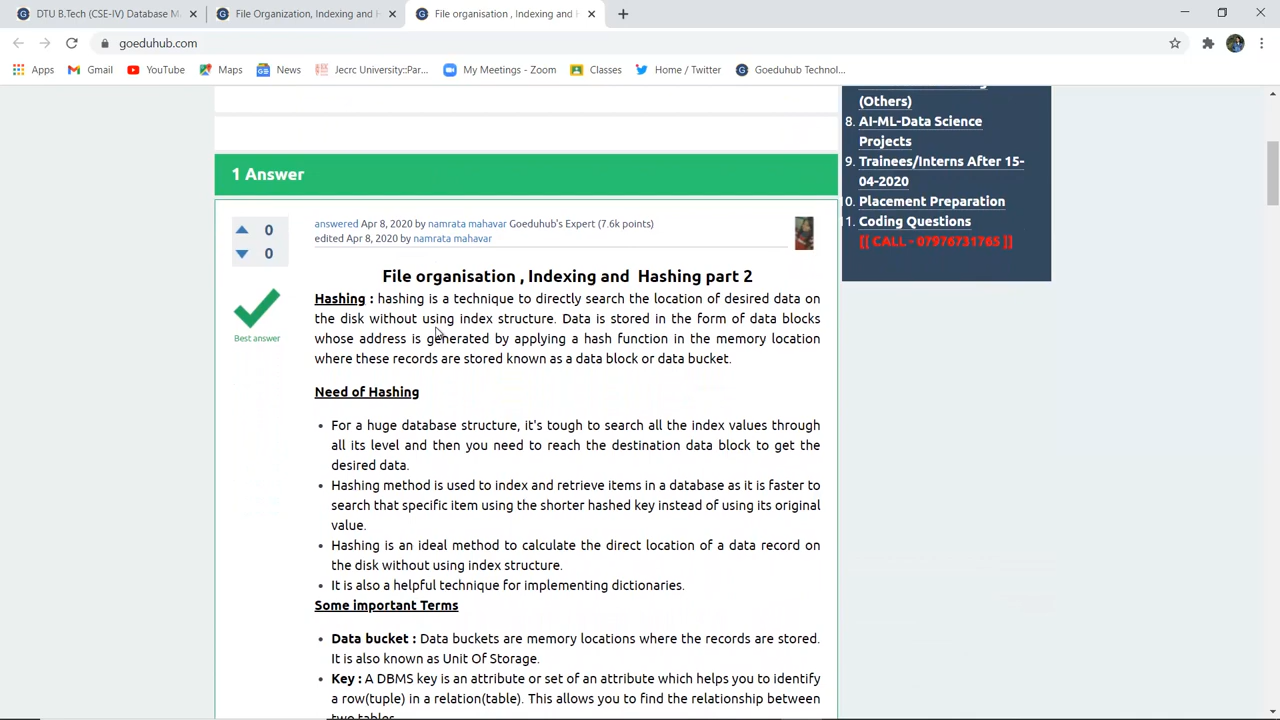 DTU B.Tech (CSE-IV) Database M
File Organization, Indexing and H
File organisation , Indexing and H
goeduhub.com
Apps
Gmail
YouTube
Maps
News
Jecrc University::Par...
My Meetings - Zoom
Classes
Home / Twitter
Goeduhub Technol...
(Others)
8. AI-ML-Data Science
Projects
9. Trainees/Interns After 15-
04-2020
10. Placement Preparation
11. Coding Questions
[[ CALL - 07976731765 ]]
1 Answer
0
0
Best answer
answered Apr 8, 2020 by namrata mahavar Goeduhub's Expert (7.6k points)
edited Apr 8, 2020 by namrata mahavar
File organisation , Indexing and Hashing part 2
Hashing : hashing is a technique to directly search the location of desired data on
the disk without using index structure. Data is stored in the form of data blocks
whose address is generated by applying a hash function in the memory location
where these records are stored known as a data block or data bucket.
Need of Hashing
For a huge database structure, it's tough to search all the index values through
all its level and then you need to reach the destination data block to get the
desired data.
Hashing method is used to index and retrieve items in a database as it is faster to
search that specific item using the shorter hashed key instead of using its original
value.
Hashing is an ideal method to calculate the direct location of a data record on
the disk without using index structure.
It is also a helpful technique for implementing dictionaries.
Some important Terms
Data bucket : Data buckets are memory locations where the records are stored.
It is also known as Unit Of Storage.
Key : A DBMS key is an attribute or set of an attribute which helps you to identify
a row(tuple) in a relation(table). This allows you to find the relationship between
two tables